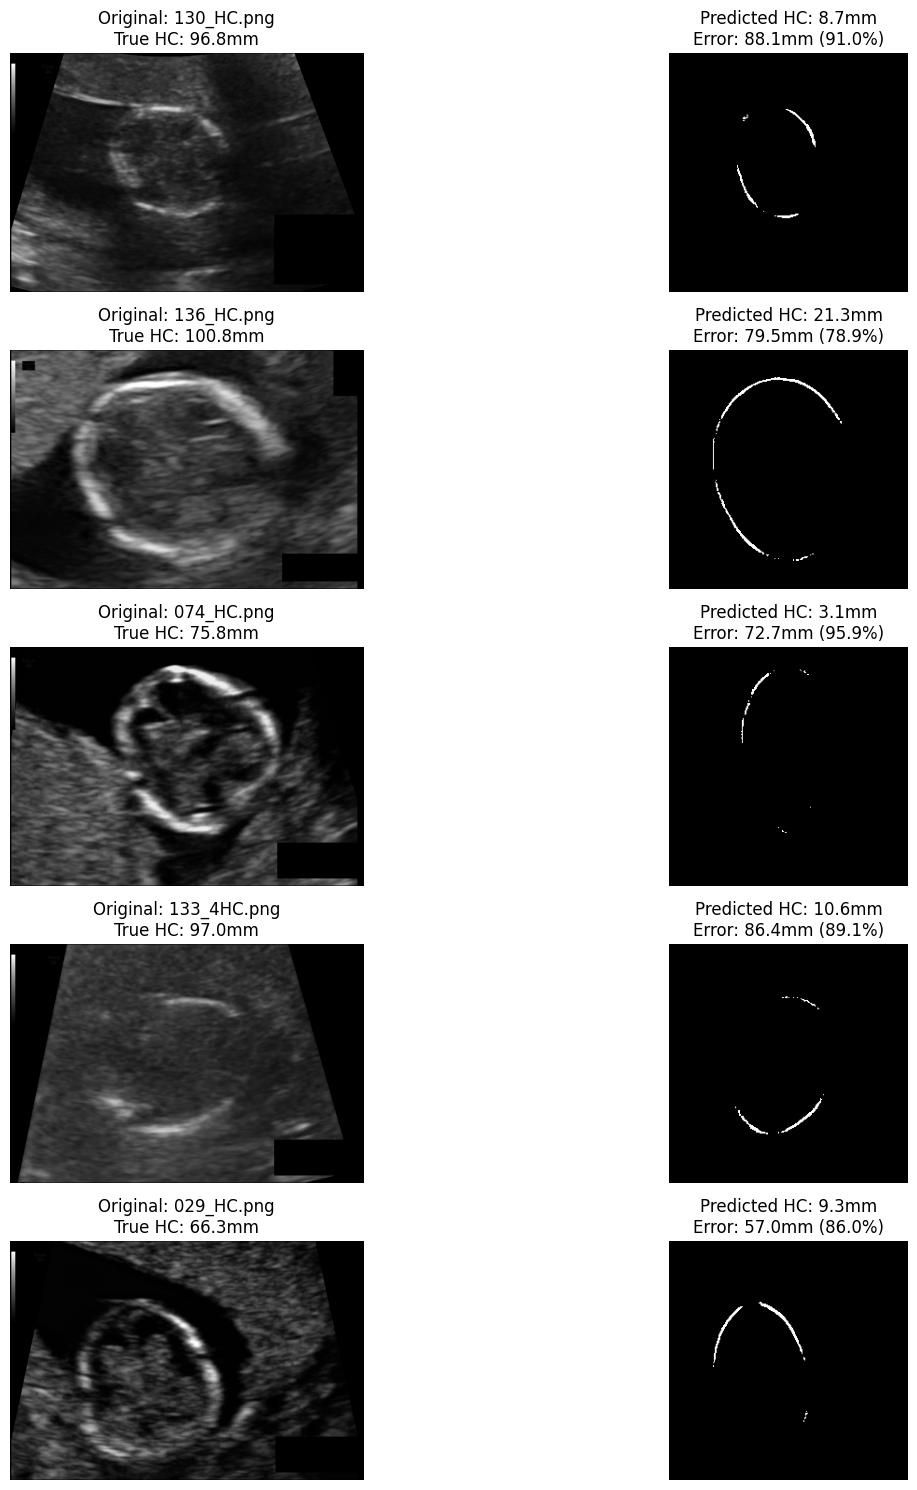 Original: 130_HC.png
True HC: 96.8mm
Predicted HC: 8.7mm
Error: 88.1mm (91.0%)
Original: 136_HC.png
True HC: 100.8mm
Predicted HC: 21.3mm
Error: 79.5mm (78.9%)
Original: 074_HC.png
True HC: 75.8mm
Predicted HC: 3.1mm
Error: 72.7mm (95.9%)
Original: 133_4HC.png
True HC: 97.0mm
Predicted HC: 10.6mm
Error: 86.4mm (89.1%)
Original: 029_HC.png
True HC: 66.3mm
Predicted HC: 9.3mm
Error: 57.0mm (86.0%)